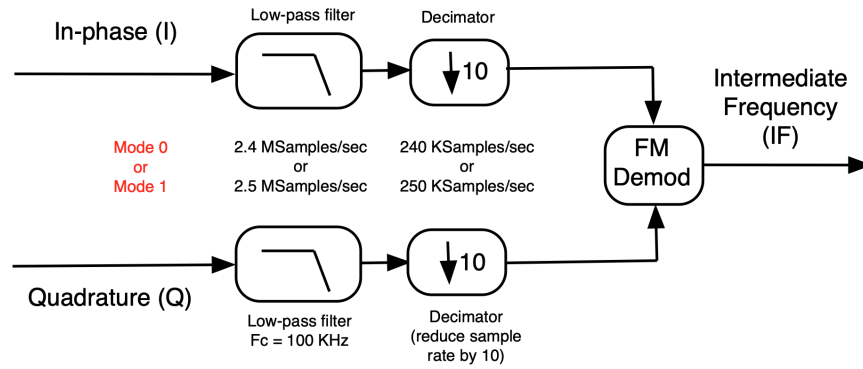 Low-pass filter
Decimator
In-phase (I)
10
Intermediate
Frequency
(IF)
Mode 0
or
Mode 1
2.4 MSamples/sec
or
2.5 MSamples/sec
240 KSamples/sec
or
250 KSamples/sec
FM
Demod
10
Quadrature (Q)
Low-pass filter
Fc = 100 KHz
Decimator
(reduce sample
rate by 10)